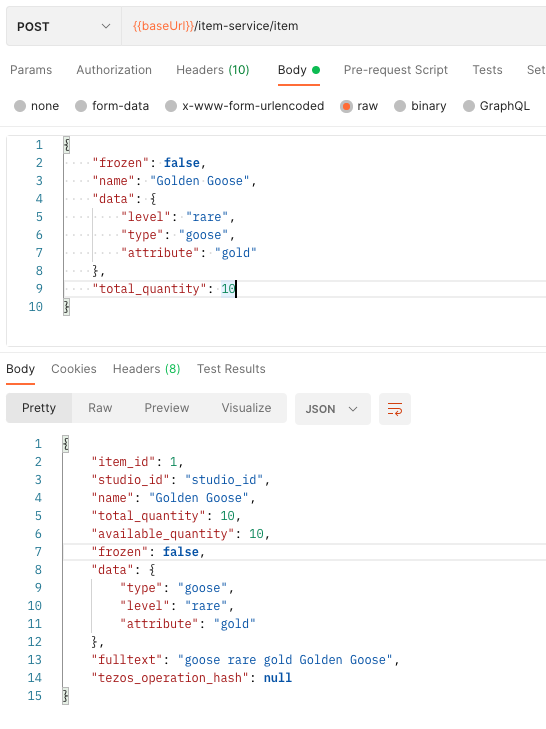 POST {{baseUrl}}/item-service/item
Params Authorization Headers (10) Body Pre-request Script Tests Set
none form-data x-www-form-urlencoded raw binary GraphQL
1 {
2 "frozen": false,
3 "name": "Golden Goose",
4 "data": {
5 "level": "rare",
6 "type": "goose",
7 "attribute": "gold"
8 },
9 "total_quantity": 10
10 }
Body Cookies Headers (8) Test Results
Pretty Raw Preview Visualize JSON
1 {
2 "item_id": 1,
3 "studio_id": "studio_id",
4 "name": "Golden Goose",
5 "total_quantity": 10,
6 "available_quantity": 10,
7 "frozen": false,
8 "data": {
9 "type": "goose",
10 "level": "rare",
11 "attribute": "gold"
12 },
13 "fulltext": "goose rare gold Golden Goose",
14 "tezos_operation_hash": null
15 }